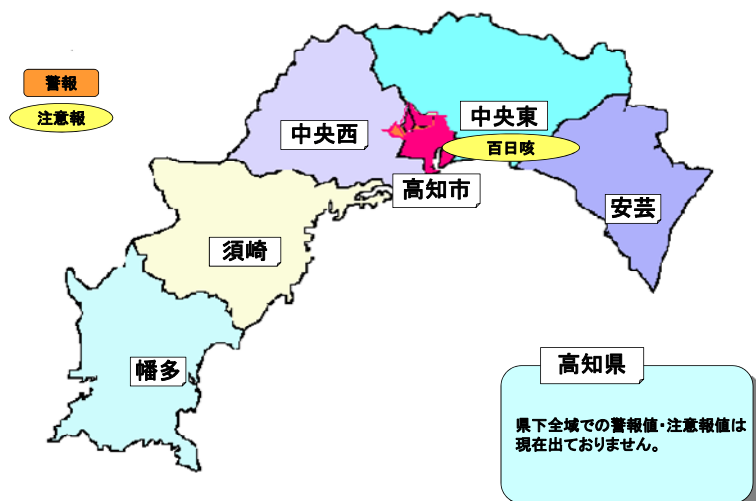 警報
注意報
中央西
中央東
百日咳
高知市
安芸
須崎
幡多
高知県
県下全域での警報値・注意報値は
現在出ておりません。